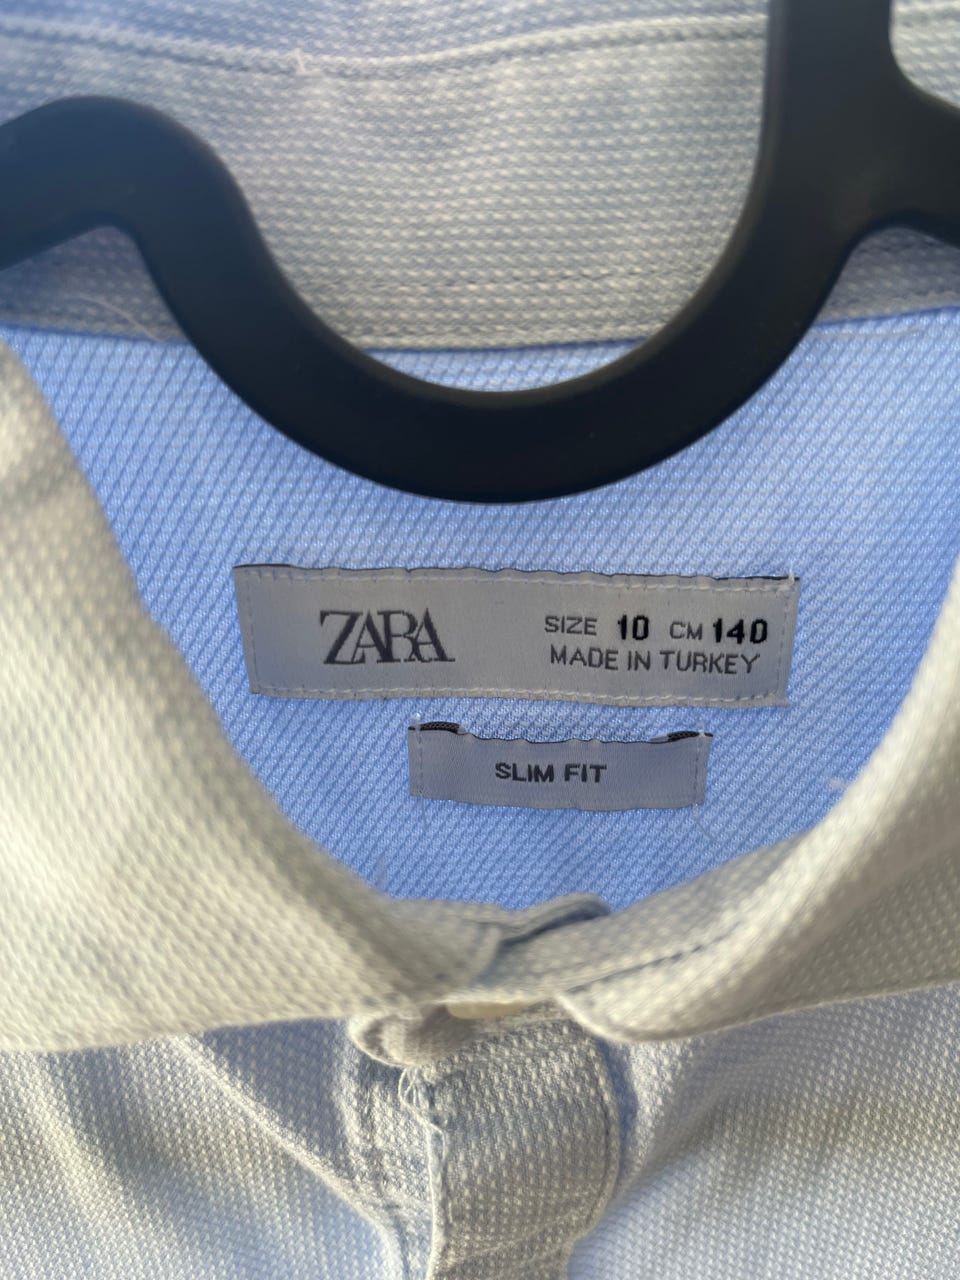 ZARA
SIZE 10 CM 140
MADE IN TURKEY
SLIM FIT